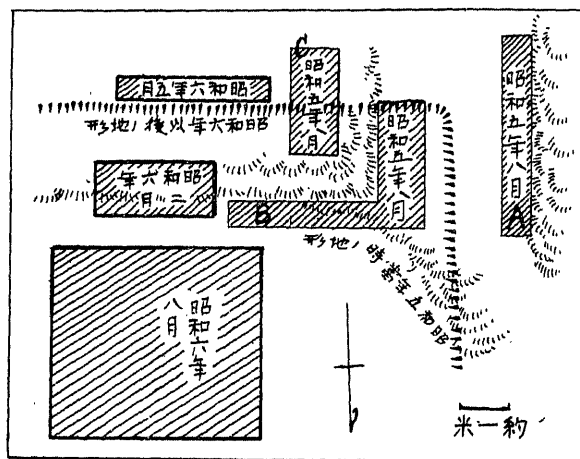 C
昭和五年八月
昭和六年五月
昭和六年以後ノ地形
昭和五年八月
昭和五年八月
A
昭和六年
二月
B
昭和五年當時ノ地形
昭和六年
八月
約一米